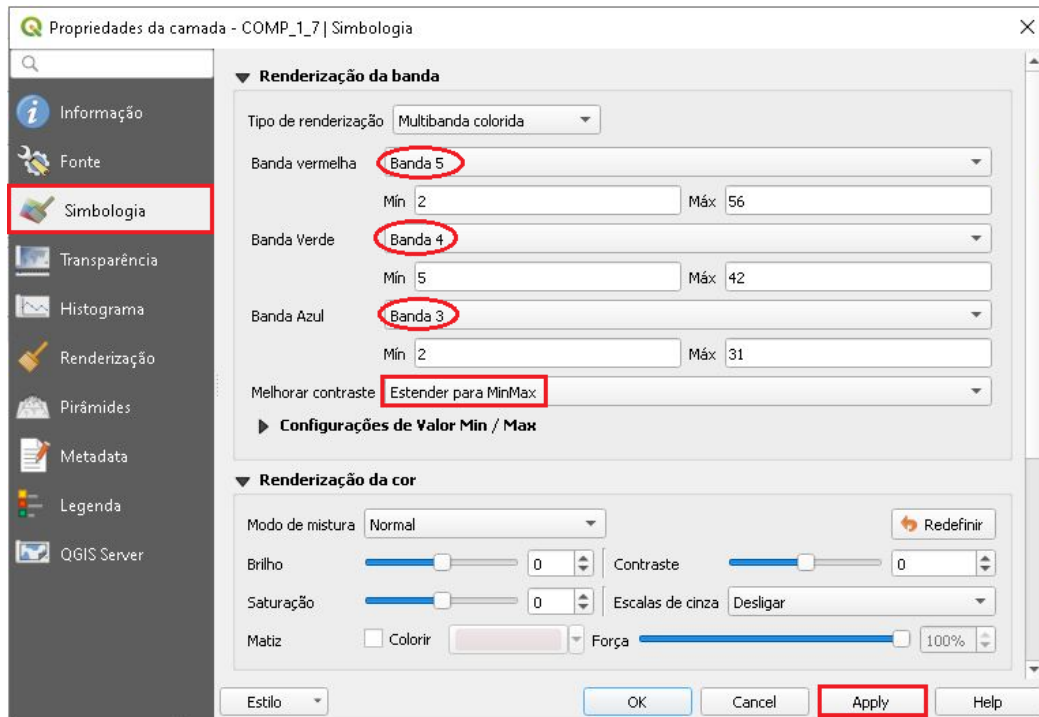 Propriedades da camada - COMP_1_7 | Simbologia
Informação
Fonte
Simbologia
Transparência
Histograma
Renderização
Pirâmides
Metadata
Legenda
QGIS Server
Renderização da banda
Tipo de renderização Multibanda colorida
Banda vermelha Banda 5
Mín 2 Máx 56
Banda Verde Banda 4
Mín 5 Máx 42
Banda Azul Banda 3
Mín 2 Máx 31
Melhorar contraste Estender para MinMax
Configurações de Valor Min / Max
Renderização da cor
Modo de mistura Normal Redefinir
Brilho 0 Contraste 0
Saturação 0 Escalas de cinza Desligar
Matiz Colorir Força 100%
Estilo OK Cancel Apply Help